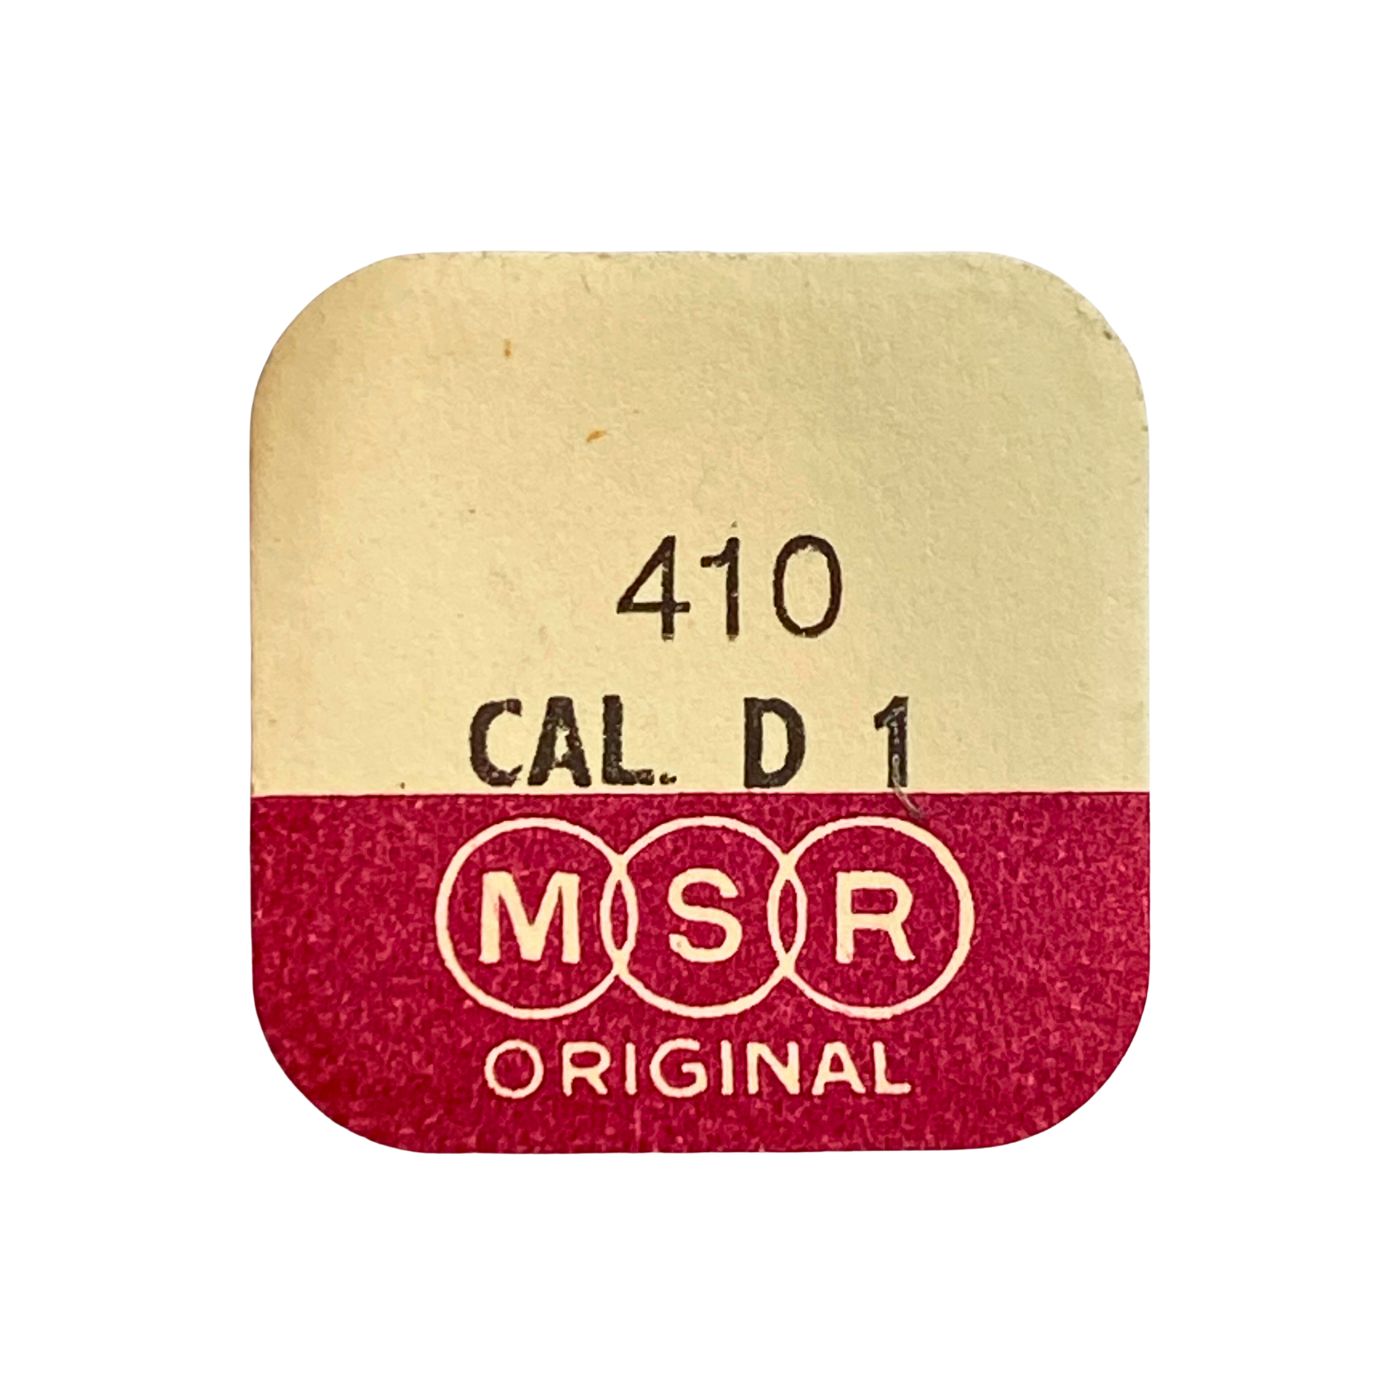 410
CAL. D 1
MSR
ORIGINAL